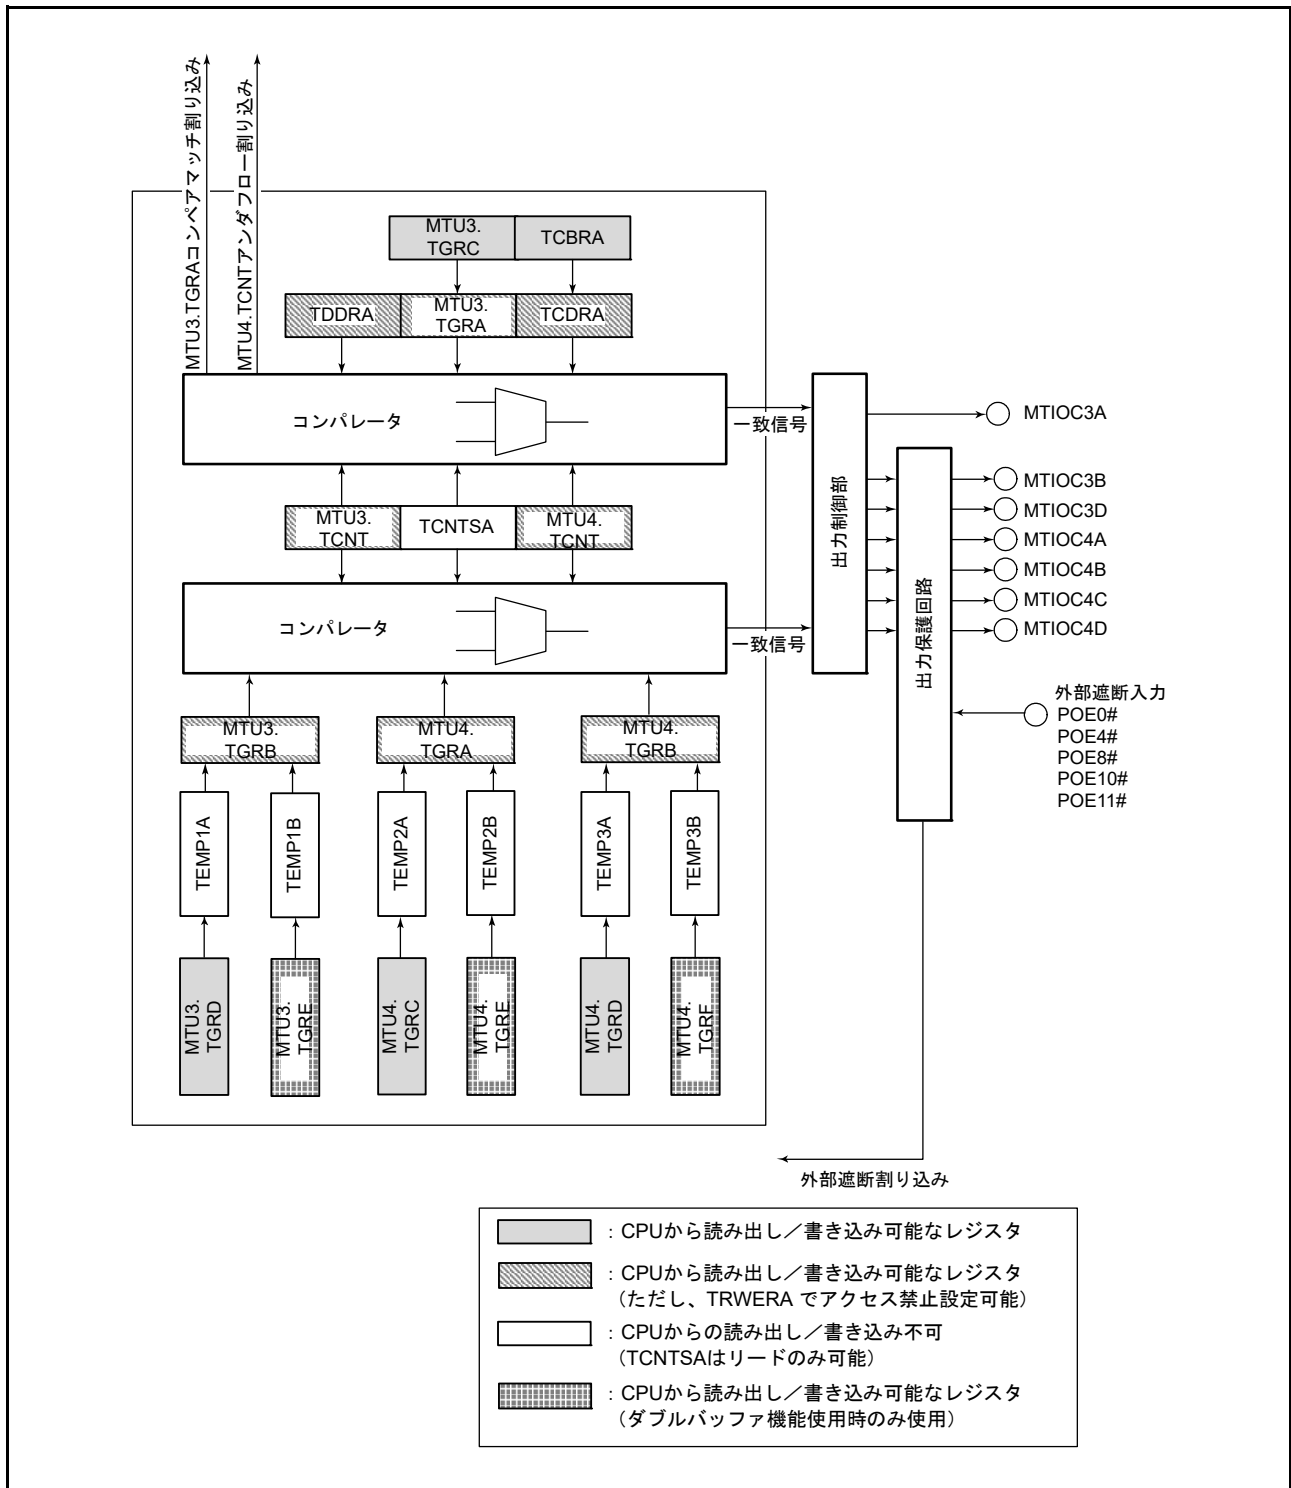 MTU3.TGRAコンペアマッチ割り込み
MTU4.TCNTアンダフロー割り込み
MTU3.
TGRC
TCBRA
TDDRA
MTU3.
TGRA
TCDRA
コンパレータ
一致信号
MTU3.
TCNT
TCNTSA
MTU4.
TCNT
コンパレータ
一致信号
出力制御部
出力保護回路
MTIOC3A
MTIOC3B
MTIOC3D
MTIOC4A
MTIOC4B
MTIOC4C
MTIOC4D
外部遮断入力
POE0#
POE4#
POE8#
POE10#
POE11#
MTU3.
TGRB
MTU4.
TGRA
MTU4.
TGRB
TEMP1A
TEMP1B
TEMP2A
TEMP2B
TEMP3A
TEMP3B
MTU3.
TGRD
MTU3.
TGRE
MTU4.
TGRC
MTU4.
TGRE
MTU4.
TGRD
MTU4.
TGRF
外部遮断割り込み
：CPUから読み出し／書き込み可能なレジスタ
：CPUから読み出し／書き込み可能なレジスタ
（ただし、TRWERA でアクセス禁止設定可能）
：CPUからの読み出し／書き込み不可
（TCNTSAはリードのみ可能）
：CPUから読み出し／書き込み可能なレジスタ
（ダブルバッファ機能使用時のみ使用）